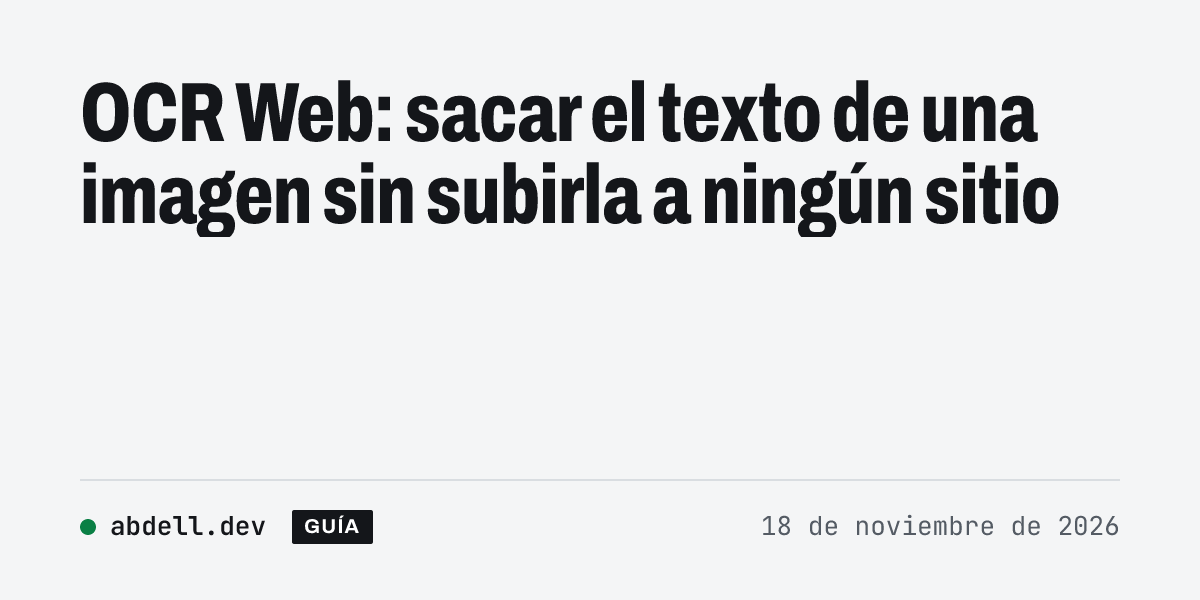 OCR Web: sacar el texto de una
imagen sin subirla a ningún sitio
abdell.dev GUÍA 18 de noviembre de 2026